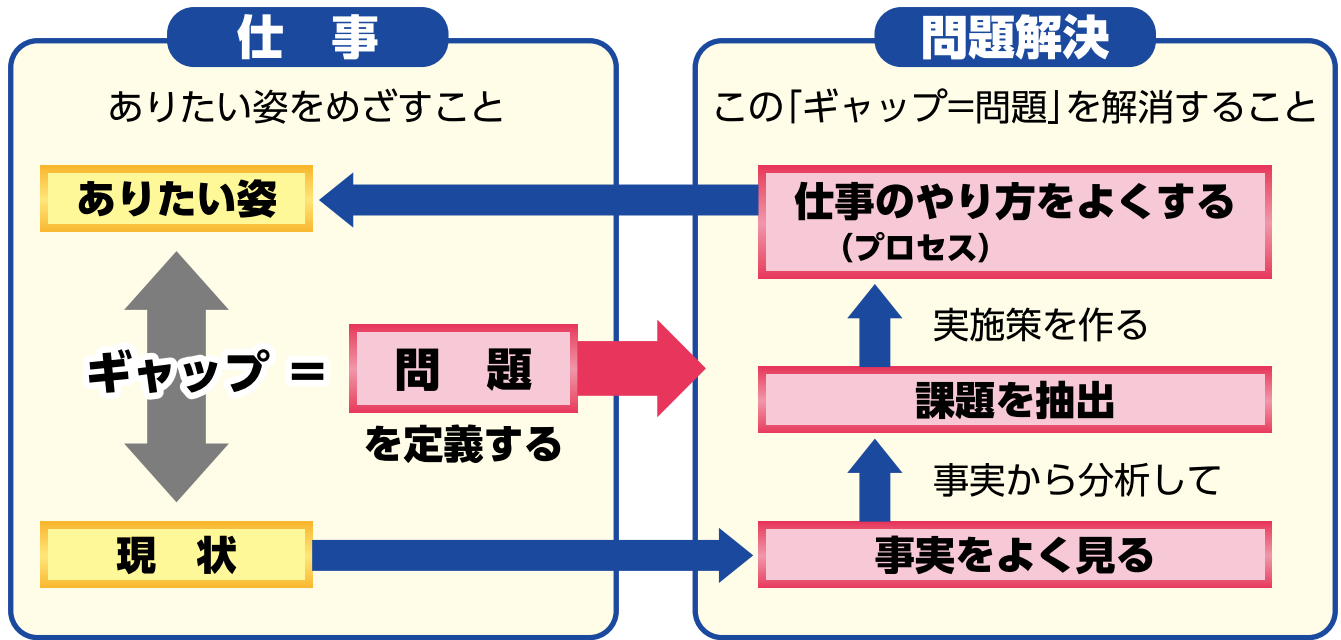 仕　事
ありたい姿をめざすこと
ありたい姿
ギャップ =
問　題
を定義する
現　状
問題解決
この「ギャップ=問題」を解消すること
仕事のやり方をよくする
(プロセス)
実施策を作る
課題を抽出
事実から分析して
事実をよく見る